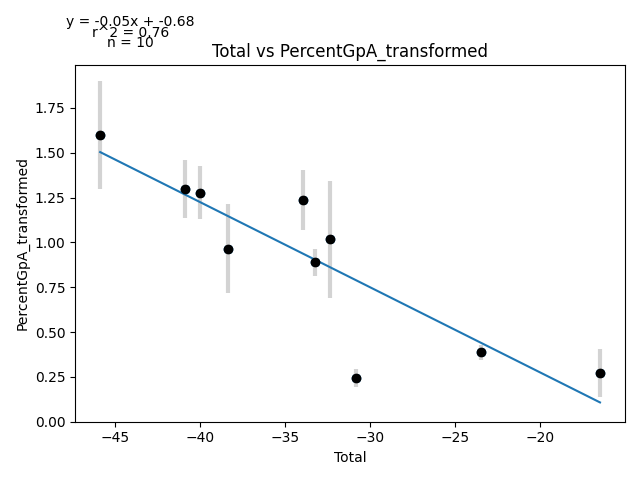 y = -0.05x + -0.68
r^2 = 0.76
n = 10
Total vs PercentGpA_transformed
PercentGpA_transformed
1.75
1.50
1.25
1.00
0.75
0.50
0.25
0.00
−45 −40 −35 −30 −25 −20
Total